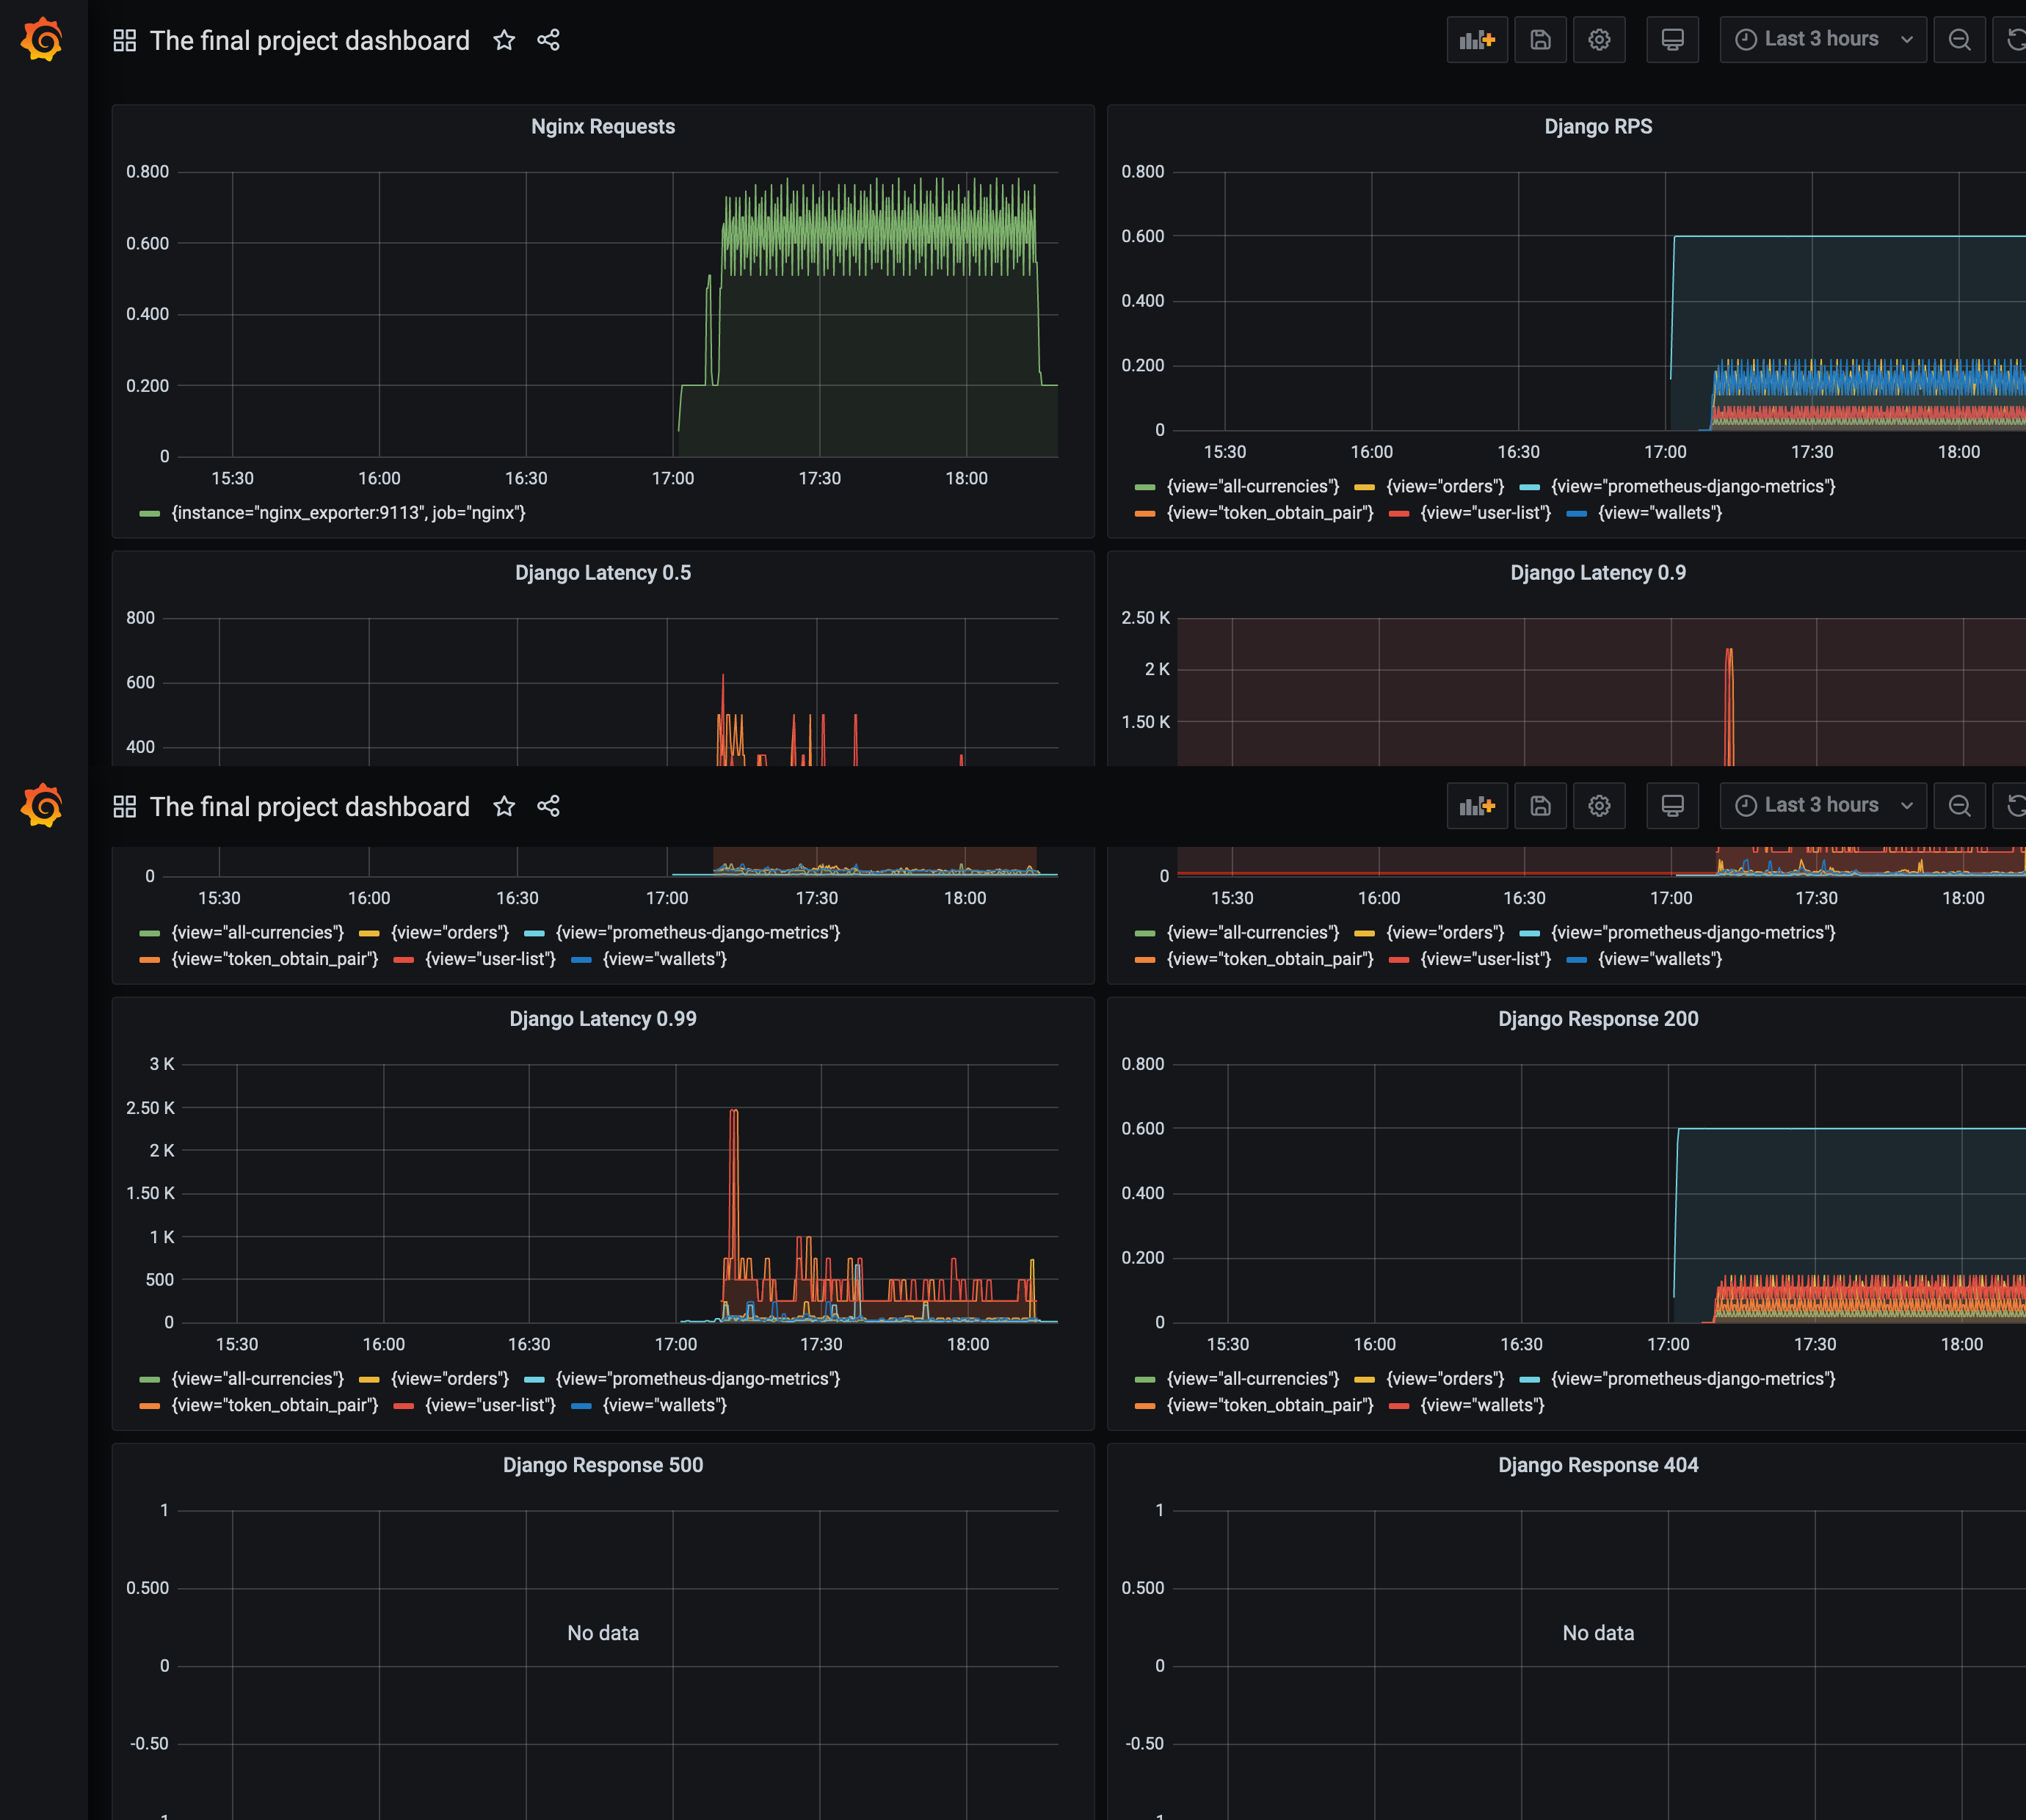 The final project dashboard
Last 3 hours
Nginx Requests
0.800
0.600
0.400
0.200
0
15:30 16:00 16:30 17:00 17:30 18:00
{instance="nginx_exporter:9113", job="nginx"}
Django RPS
0.800
0.600
0.400
0.200
0
15:30 16:00 16:30 17:00 17:30 18:00
{view="all-currencies"} {view="orders"} {view="prometheus-django-metrics"}
{view="token_obtain_pair"} {view="user-list"} {view="wallets"}
Django Latency 0.5
800
600
400
Django Latency 0.9
2.50 K
2 K
1.50 K
The final project dashboard
Last 3 hours
0
15:30 16:00 16:30 17:00 17:30 18:00
{view="all-currencies"} {view="orders"} {view="prometheus-django-metrics"}
{view="token_obtain_pair"} {view="user-list"} {view="wallets"}
0
15:30 16:00 16:30 17:00 17:30 18:00
{view="all-currencies"} {view="orders"} {view="prometheus-django-metrics"}
{view="token_obtain_pair"} {view="user-list"} {view="wallets"}
Django Latency 0.99
3 K
2.50 K
2 K
1.50 K
1 K
500
0
15:30 16:00 16:30 17:00 17:30 18:00
{view="all-currencies"} {view="orders"} {view="prometheus-django-metrics"}
{view="token_obtain_pair"} {view="user-list"} {view="wallets"}
Django Response 200
0.800
0.600
0.400
0.200
0
15:30 16:00 16:30 17:00 17:30 18:00
{view="all-currencies"} {view="orders"} {view="prometheus-django-metrics"}
{view="token_obtain_pair"} {view="wallets"}
Django Response 500
1
0.500
No data
0
-0.50
Django Response 404
1
0.500
No data
0
-0.50